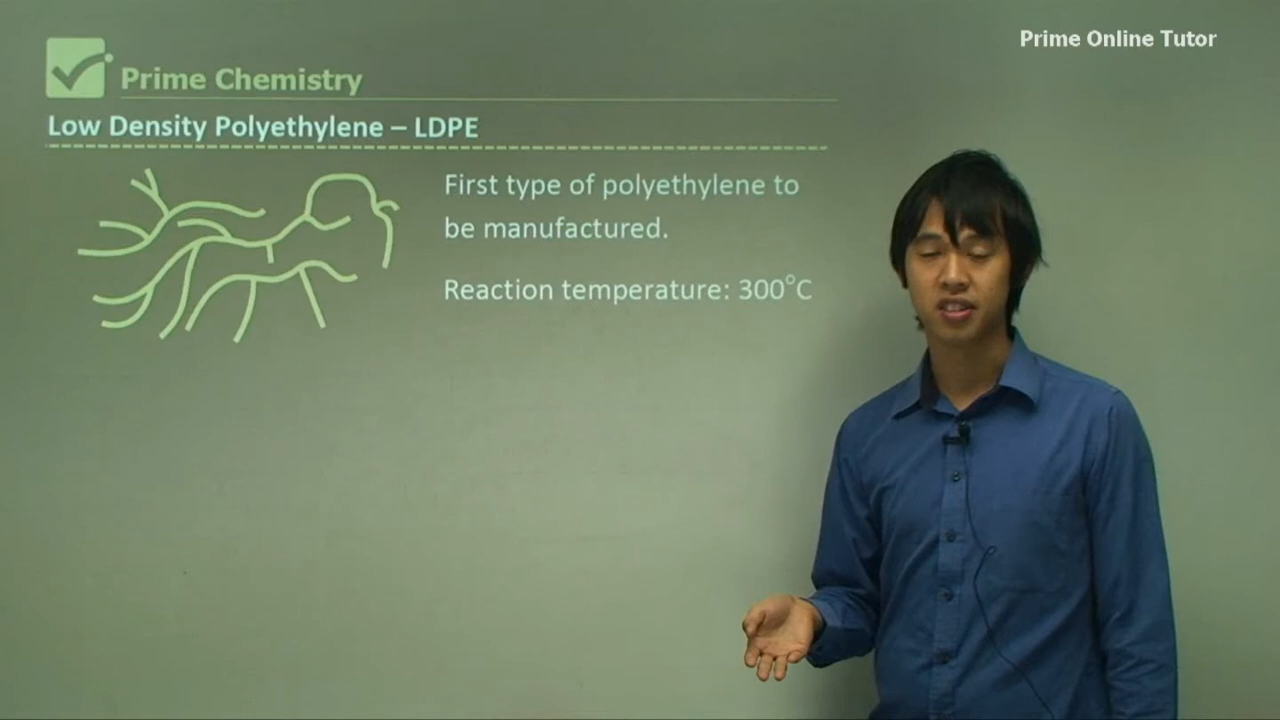 Prime Online Tutor
Prime Chemistry
Low Density Polyethylene – LDPE
First type of polyethylene to
be manufactured.
Reaction temperature: 300°C